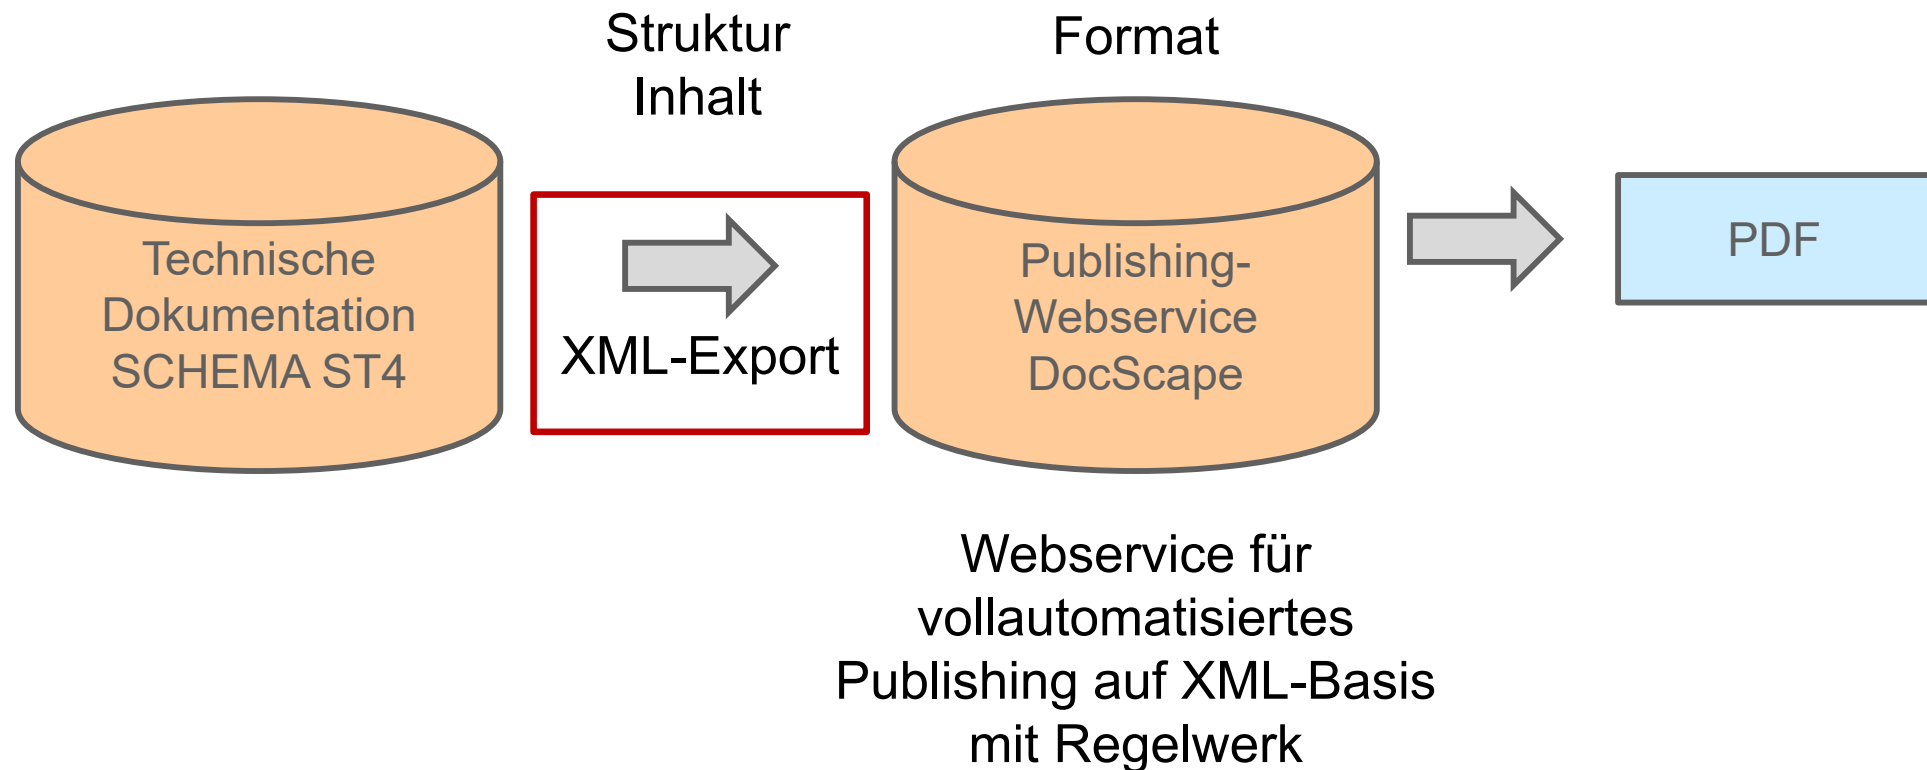 Struktur
Inhalt
Format
Technische
Dokumentation
SCHEMA ST4
XML-Export
Publishing-
Webservice
DocScape
PDF
Webservice für
vollautomatisiertes
Publishing auf XML-Basis
mit Regelwerk